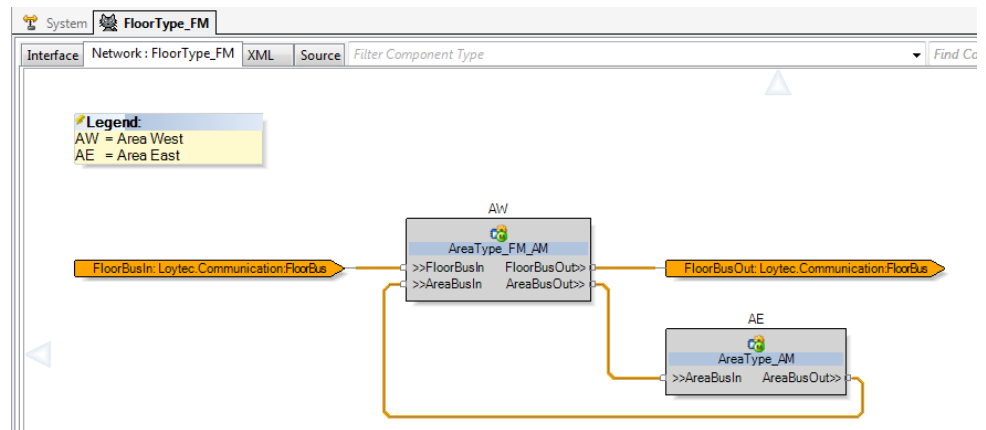 System FloorType_FM
Interface Network : FloorType_FM XML Source Filter Component Type Find Co
Legend:
AW = Area West
AE = Area East
AW
AreaType_FM_AM
>>FloorBusIn FloorBusOut>>
>>AreaBusIn AreaBusOut>>
FloorBusIn: Loytec.Communication:FloorBus
FloorBusOut: Loytec.Communication:FloorBus
AE
AreaType_AM
>>AreaBusIn AreaBusOut>>